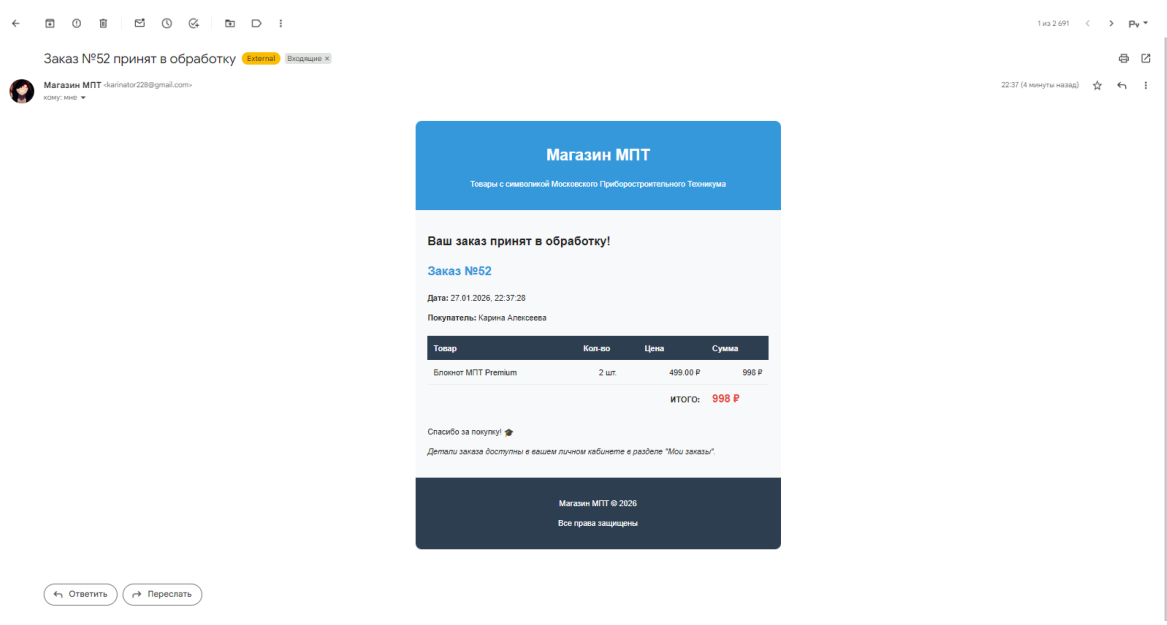 1 из 2 691
Ру
Заказ №52 принят в обработку External Входящие ×
Магазин МПТ <karinator228@gmail.com>
22:37 (4 минуты назад)
кому: мне
Магазин МПТ
Товары с символикой Московского Приборостроительного Техникума
Ваш заказ принят в обработку!
Заказ №52
Дата: 27.01.2026, 22:37:28
Покупатель: Карина Алексеева
Товар Кол-во Цена Сумма
Блокнот МПТ Premium 2 шт. 499.00 ₽ 998 ₽
ИТОГО: 998 ₽
Спасибо за покупку! 🎓
Детали заказа доступны в вашем личном кабинете в разделе "Мои заказы".
Магазин МПТ © 2026
Все права защищены
Ответить Переслать